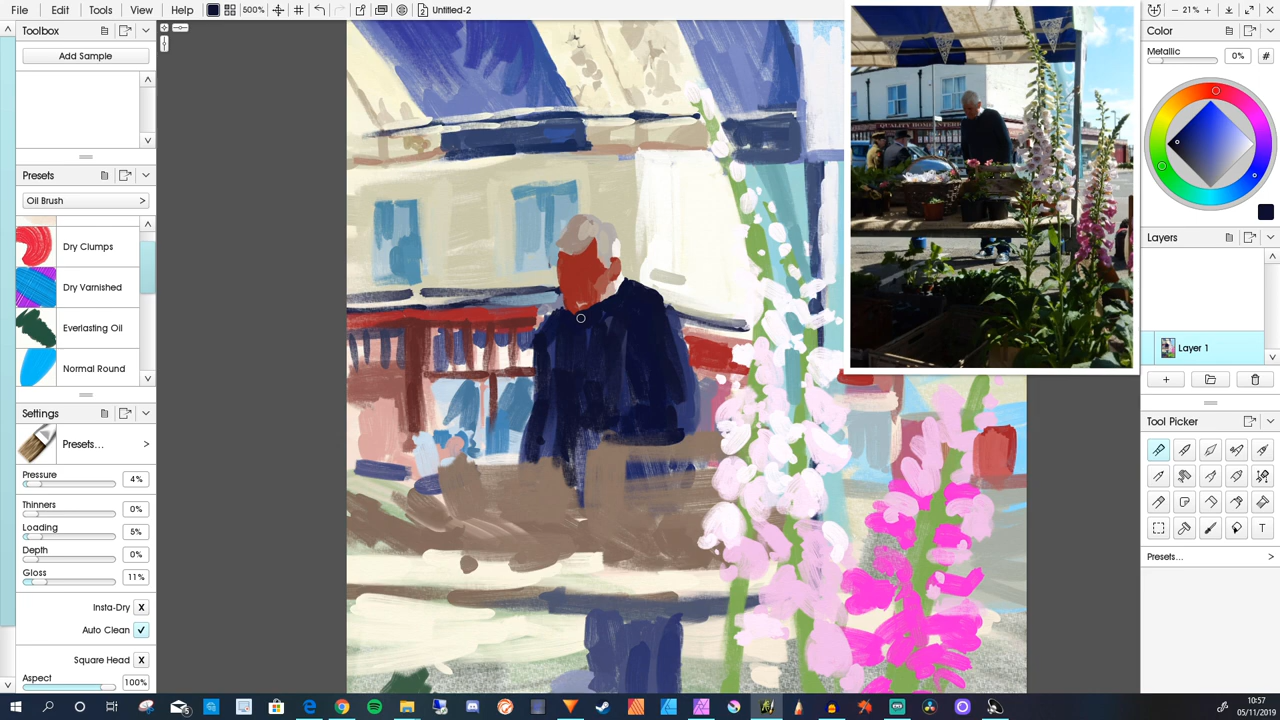 File Edit Tools View Help 500% Untitled-2
21%
Toolbox
Add Sample
Presets
Oil Brush >
Dry Clumps
Dry Varnished
Everlasting Oil
Normal Round
Settings
Presets... >
Pressure 4%
Thinners 0%
Loading 5%
Depth 0%
Gloss 11%
Insta-Dry X
Auto Clean
Square Head X
Aspect 100%
QUALITY HOME
Color
Metallic 0% #
Layers
Layer 1
Tool Picker
T
Presets...
10:57
05/11/2019